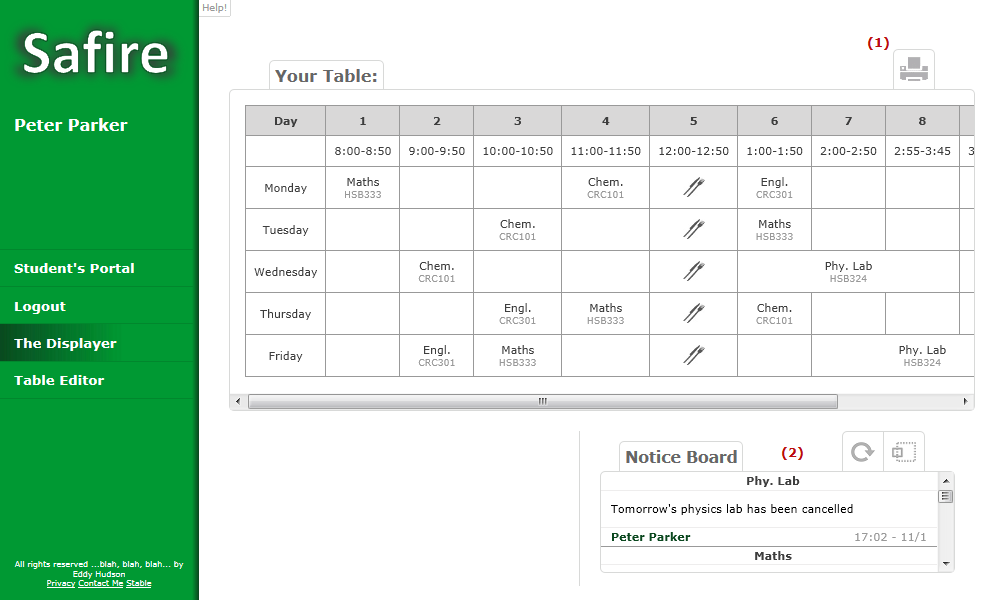 Help!
Safire
Peter Parker
Student's Portal
Logout
The Displayer
Table Editor
All rights reserved ...blah, blah, blah... by
Eddy Hudson
Privacy Contact Me Stable
(1)
Your Table:
Day 1 2 3 4 5 6 7 8
8:00-8:50 9:00-9:50 10:00-10:50 11:00-11:50 12:00-12:50 1:00-1:50 2:00-2:50 2:55-3:45 3
Monday Maths Chem. Engl.
HSB333 CRC101 CRC301
Tuesday Chem. Maths
CRC101 HSB333
Wednesday Chem. Phy. Lab
CRC101 HSB324
Thursday Engl. Maths Chem.
CRC301 HSB333 CRC101
Friday Engl. Maths Phy. Lab
CRC301 HSB333 HSB324
Notice Board (2)
Phy. Lab
Tomorrow's physics lab has been cancelled
Peter Parker 17:02 - 11/1
Maths